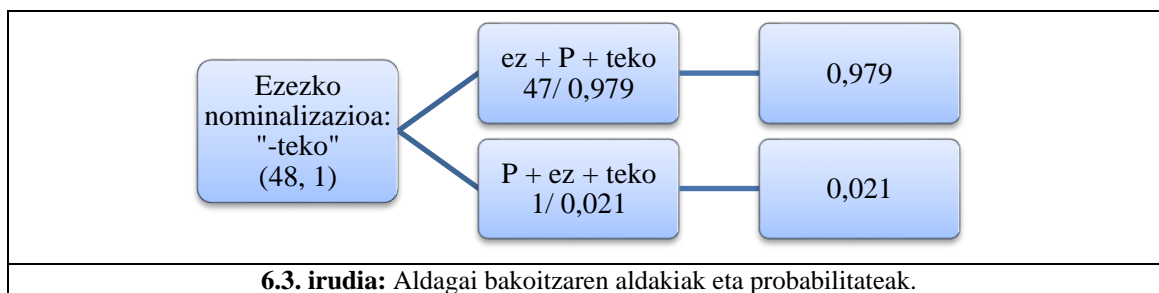 Ezezko
nominalizazioa:
"-teko"
(48, 1)
ez + P + teko
47/ 0,979
0,979
P + ez + teko
1/ 0,021
0,021
6.3. irudia: Aldagai bakoitzaren aldakiak eta probabilitateak.